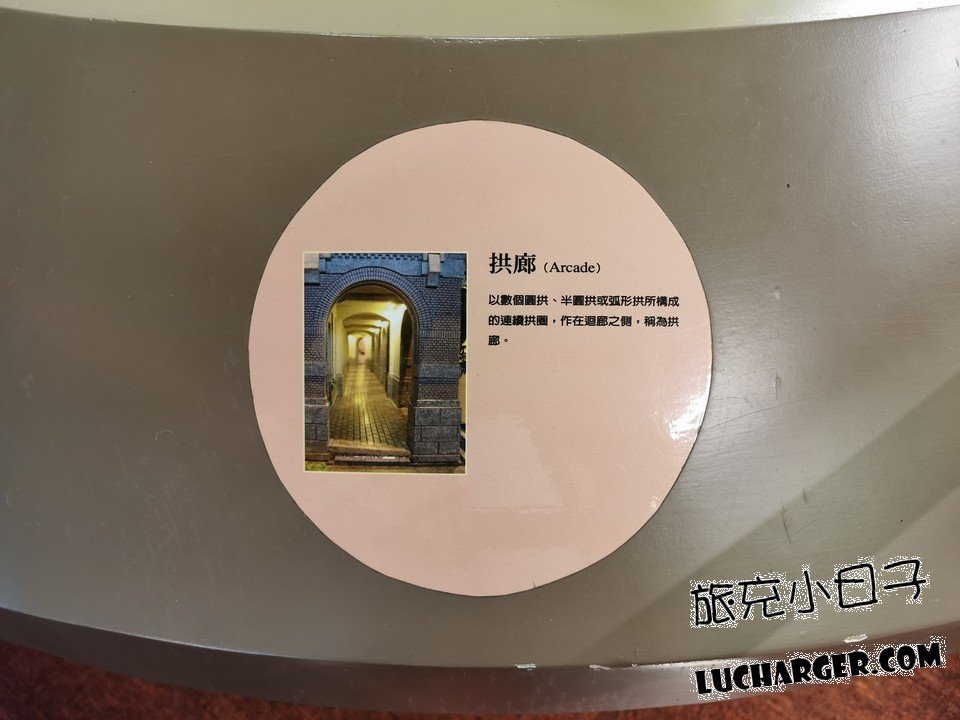 拱廊 (Arcade)
以數個圓拱、半圓拱或弧形拱所構成
的連續拱圈，作在迴廊之側，稱為拱
廊。
旅充小日子
LUCHARGER.COM